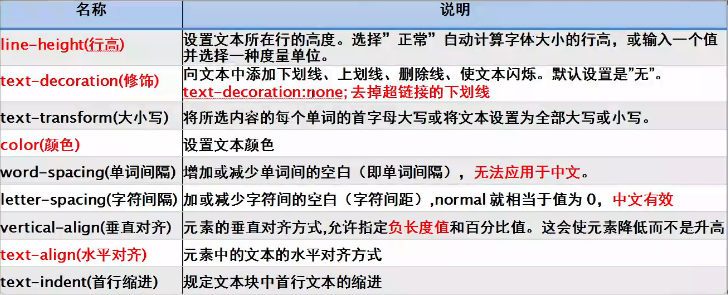 名称 说明
line-height(行高) 设置文本所在行的高度。选择”正常”自动计算字体大小的行高，或输入一个值
并选择一种度量单位。
text-decoration(修饰) 向文本中添加下划线、上划线、删除线、使文本闪烁。默认设置是”无”。
text-decoration:none; 去掉超链接的下划线
text-transform(大小写) 将所选内容的每个单词的首字母大写或将文本设置为全部大写或小写。
color(颜色) 设置文本颜色
word-spacing(单词间隔) 增加或减少单词间的空白（即单词间隔），无法应用于中文。
letter-spacing(字符间隔) 加或减少字符间的空白（字符间距）,normal 就相当于值为 0，中文有效
vertical-align(垂直对齐) 元素的垂直对齐方式,允许指定负长度值和百分比值。这会使元素降低而不是升高
text-align(水平对齐) 元素中的文本的水平对齐方式
text-indent(首行缩进) 规定文本块中首行文本的缩进